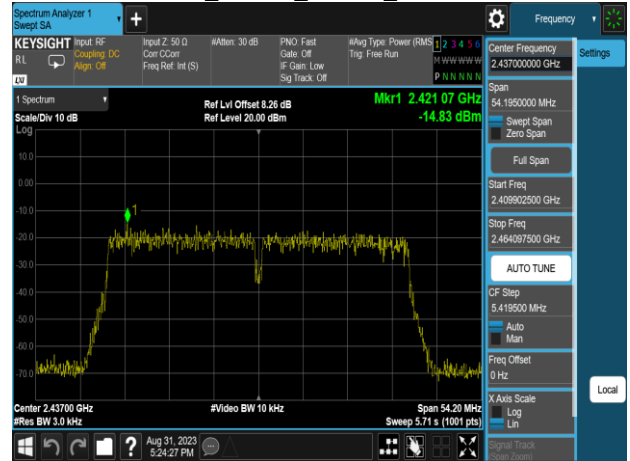 Spectrum Analyzer 1
Swept SA
Frequency
KEYSIGHT
RL
LXI
Input: RF
Coupling: DC
Align: Off
Input Z: 50 Ω
Corr CCorr
Freq Ref: Int (S)
#Atten: 30 dB
PNO: Fast
Gate: Off
IF Gain: Low
Sig Track: Off
#Avg Type: Power (RMS
Trig: Free Run
1 2 3 4 5 6
M W W W W W
P N N N N N
1 Spectrum
Scale/Div 10 dB
Log
Ref Lvl Offset 8.26 dB
Ref Level 20.00 dBm
Mkr1 2.421 07 GHz
-14.83 dBm
10.0
0.00
-10.0
1
-20.0
-30.0
-40.0
-50.0
-60.0
-70.0
Center 2.43700 GHz
#Res BW 3.0 kHz
#Video BW 10 kHz
Span 54.20 MHz
Sweep 5.71 s (1001 pts)
Aug 31, 2023
5:24:27 PM
Center Frequency
2.437000000 GHz
Span
54.1950000 MHz
Swept Span
Zero Span
Full Span
Start Freq
2.409902500 GHz
Stop Freq
2.464097500 GHz
AUTO TUNE
CF Step
5.419500 MHz
Auto
Man
Freq Offset
0 Hz
X Axis Scale
Log
Lin
Signal Track
(Span Zoom)
Settings
Local